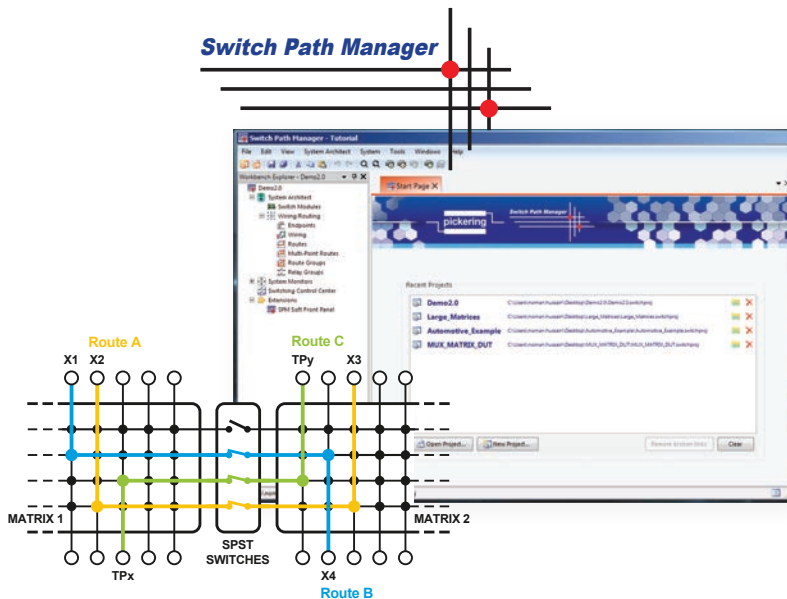 Switch Path Manager
Switch Path Manager - Tutorial
File Edit View System Architect System Tools Windows Help
Workbench Explorer - Demo2.0
Start Page X
Demo2.0
System Architect
Switch Modules
Wiring Routing
Endpoints
Wiring
Routes
Multi-Point Routes
Route Groups
Relay Groups
System Monitors
Switching Control Center
Extensions
SPM Soft Front Panel
pickering
Switch Path Manager
Recent Projects
Demo2.0
Large_Matrices
Automotive_Example
MUX_MATRIX_DUT
Open Project... New Project... Clear
Route A Route C
X1 X2 TPy X3
MATRIX 1 MATRIX 2
SPST
SWITCHES
TPx X4
Route B